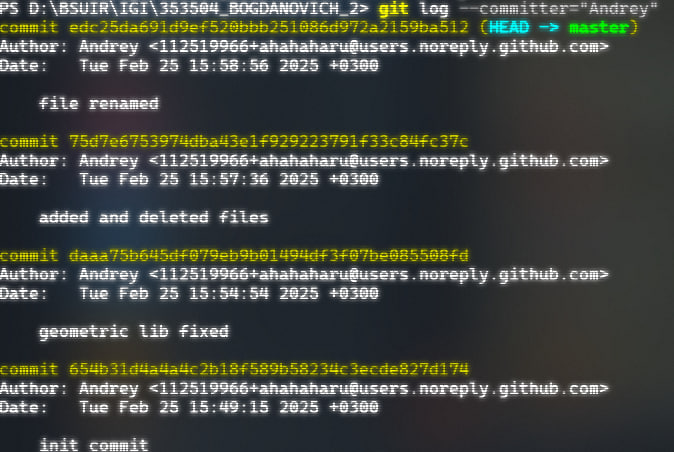 PS D:\BSUIR\IGI\353504_BOGDANOVICH_2> git log --committer="Andrey"
commit edc25da691d9ef520bbb251086d972a2159ba512 (HEAD -> master)
Author: Andrey <112519966+ahahaharu@users.noreply.github.com>
Date:   Tue Feb 25 15:58:56 2025 +0300
file renamed
commit 75d7e6753974dba43e1f929223791f33c84fc37c
Author: Andrey <112519966+ahahaharu@users.noreply.github.com>
Date:   Tue Feb 25 15:57:36 2025 +0300
added and deleted files
commit daaa75b645df079eb9b01494df3f07be085508fd
Author: Andrey <112519966+ahahaharu@users.noreply.github.com>
Date:   Tue Feb 25 15:54:54 2025 +0300
geometric lib fixed
commit 654b31d4a4a4c2b18f589b58234c3ecde827d174
Author: Andrey <112519966+ahahaharu@users.noreply.github.com>
Date:   Tue Feb 25 15:49:15 2025 +0300
init commit